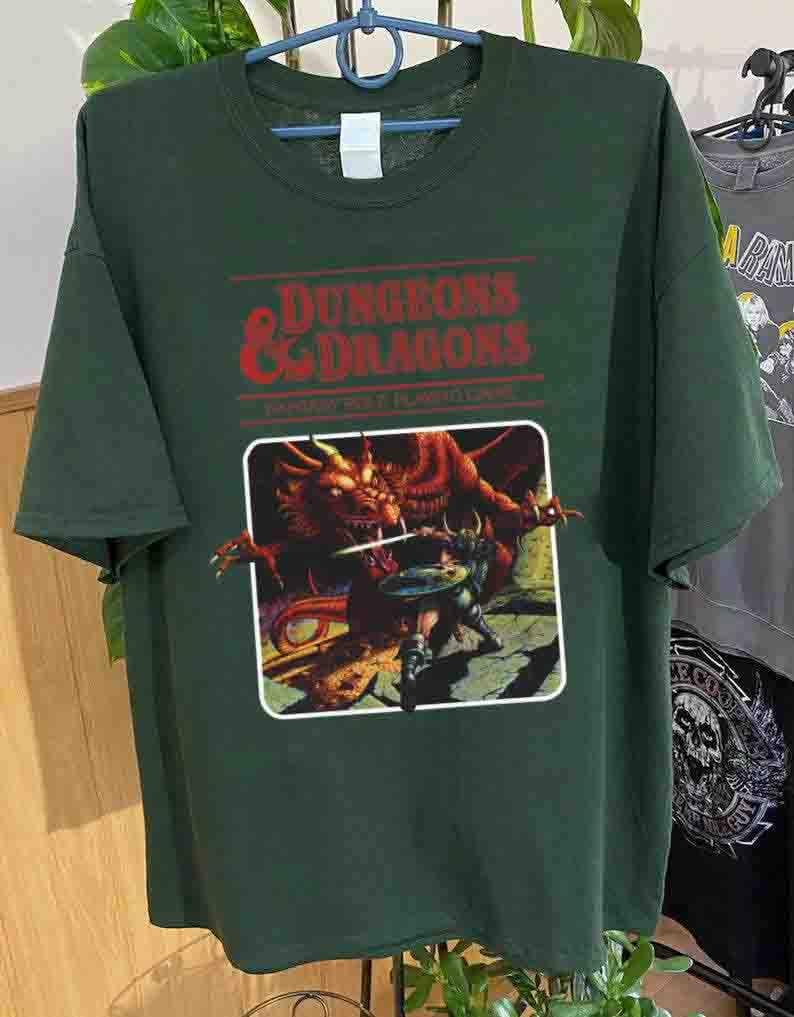 DUNGEONS
& DRAGONS
FANTASY ROLE PLAYING GAME